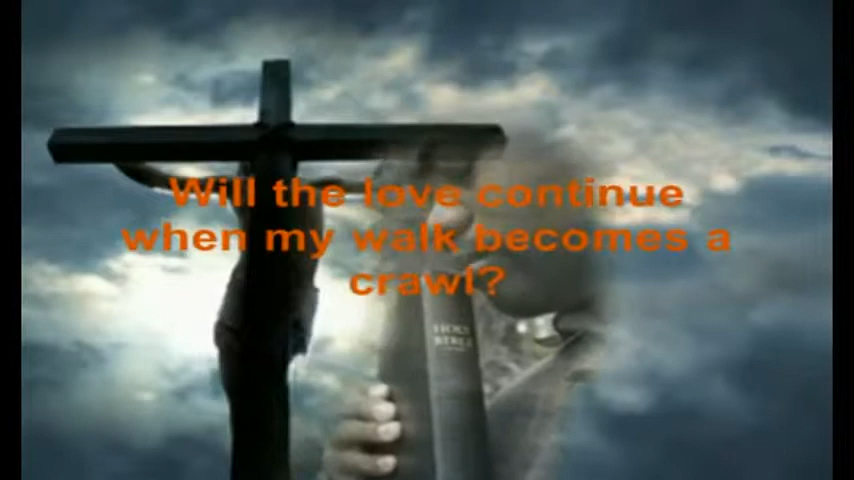 Will the love continue
when my walk becomes a
crawl?
HOLY
BIBLE